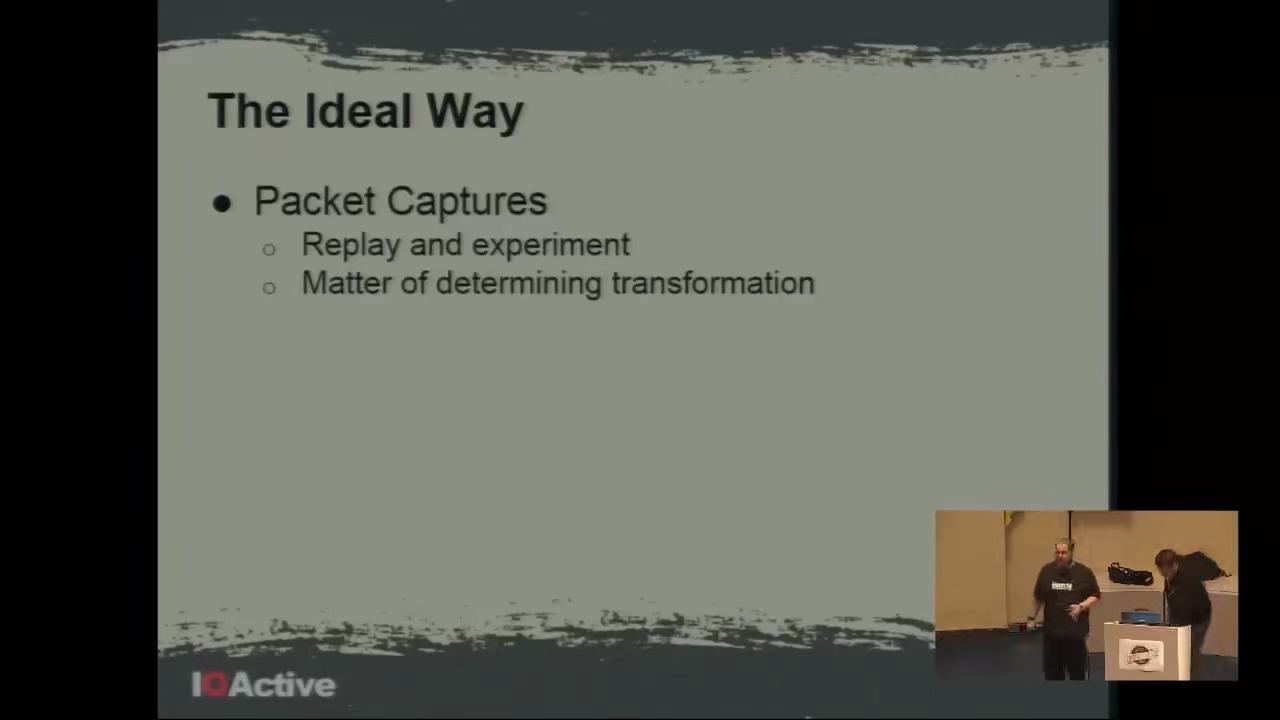 The Ideal Way
● Packet Captures
○ Replay and experiment
○ Matter of determining transformation
IOActive